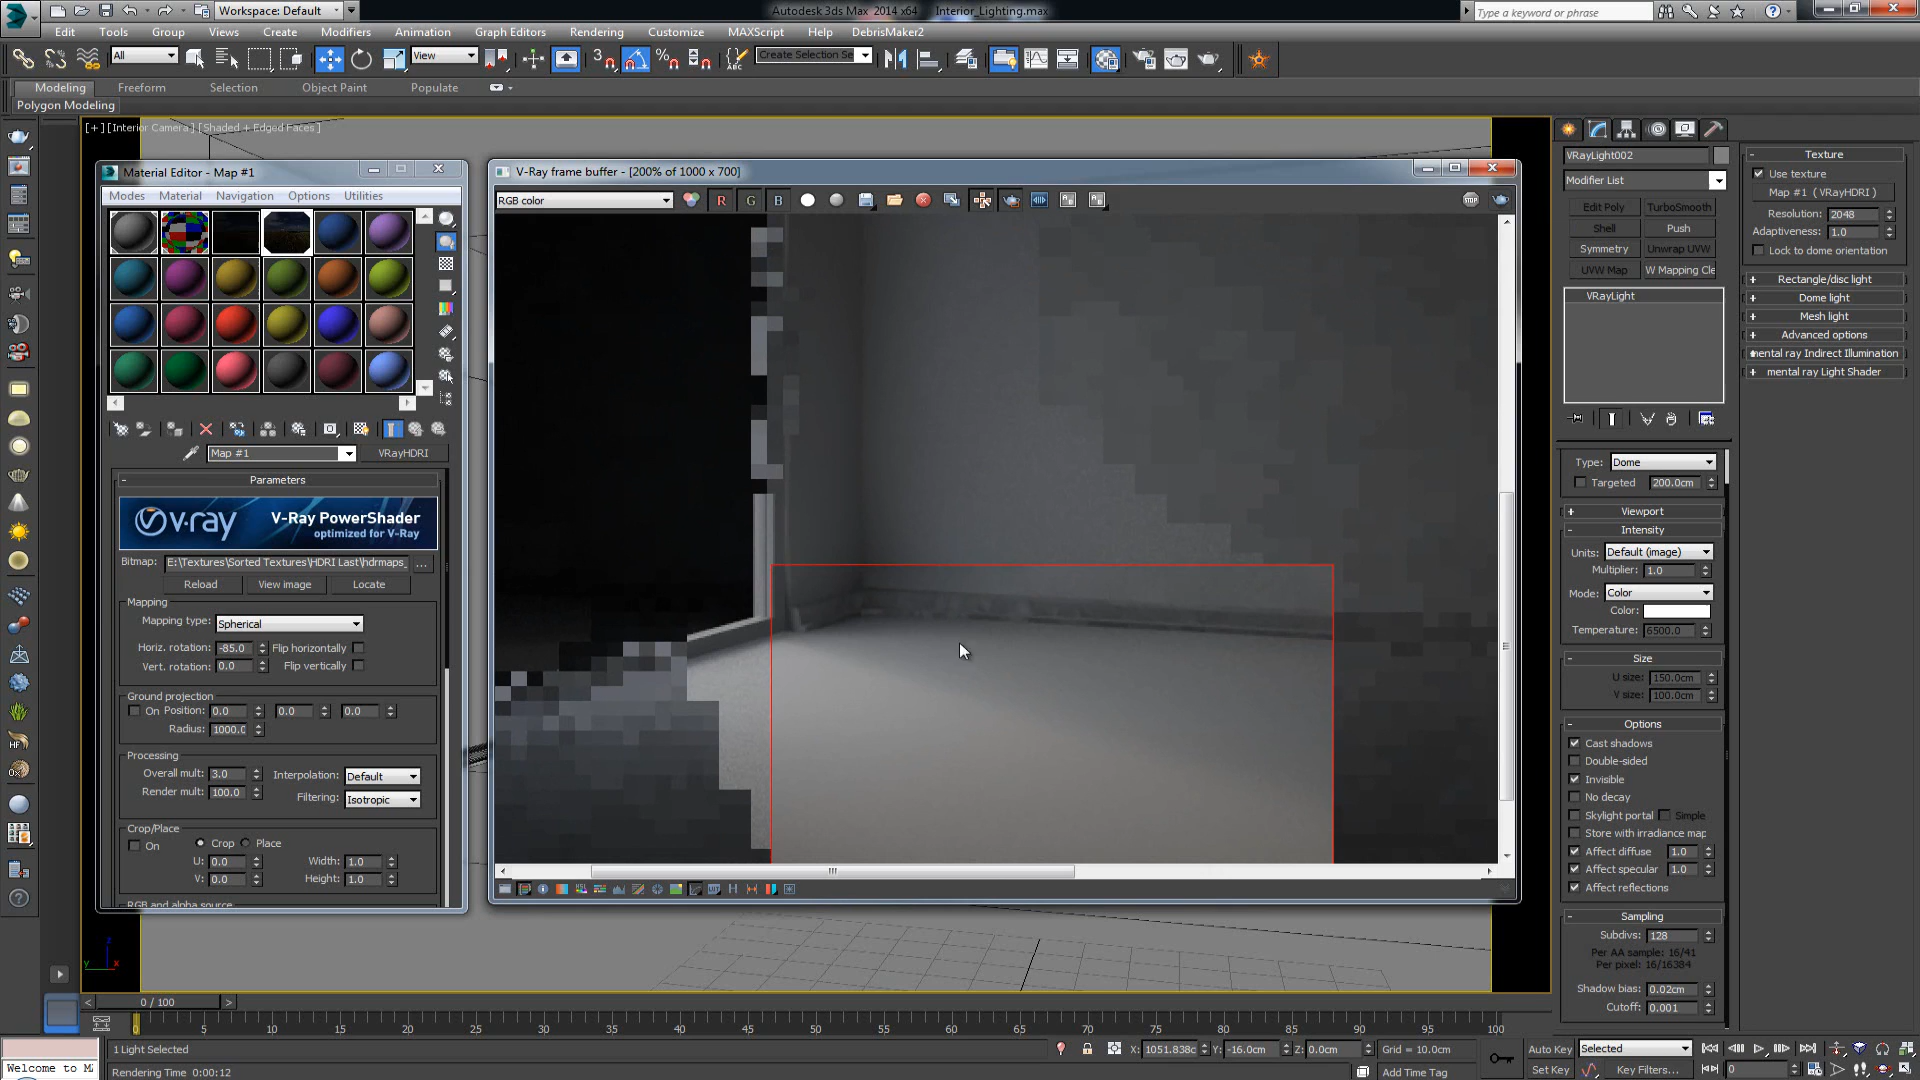 Workspace: Default
Autodesk 3ds Max 2014 x64 Interior_Lighting.max
Type a keyword or phrase
Edit Tools Group Views Create Modifiers Animation Graph Editors Rendering Customize MAXScript Help DebrisMaker2
All
View
Create Selection Se
Modeling Freeform Selection Object Paint Populate
Polygon Modeling
[+][Interior Camera][Shaded + Edged Faces]
Material Editor - Map #1
Modes Material Navigation Options Utilities
Map #1
VRayHDRI
Parameters
v·ray
V-Ray PowerShader
optimized for V-Ray
Bitmap: E:\Textures\Sorted Textures\HDRI Last\hdrmaps_ ...
Reload View image Locate
Mapping
Mapping type: Spherical
Horiz. rotation: -85.0 Flip horizontally
Vert. rotation: 0.0 Flip vertically
Ground projection
On Position: 0.0 0.0 0.0
Radius: 1000.0
Processing
Overall mult: 3.0 Interpolation: Default
Render mult: 100.0 Filtering: Isotropic
Crop/Place
On Crop Place
U: 0.0 Width: 1.0
V: 0.0 Height: 1.0
RGB and alpha source
V-Ray frame buffer - [200% of 1000 x 700]
RGB color
R G B
VRayLight002
Modifier List
Edit Poly TurboSmooth
Shell Push
Symmetry Unwrap UVW
UVW Map W Mapping Cle
VRayLight
Type: Dome
Targeted 200.0cm
Viewport
Intensity
Units: Default (image)
Multiplier: 1.0
Mode: Color
Color:
Temperature: 6500.0
Size
U size: 150.0cm
V size: 100.0cm
Options
Cast shadows
Double-sided
Invisible
No decay
Skylight portal Simple
Store with irradiance map
Affect diffuse 1.0
Affect specular 1.0
Affect reflections
Sampling
Subdivs: 128
Per AA sample: 16/41
Per pixel: 16/16384
Shadow bias: 0.02cm
Cutoff: 0.001
Texture
Use texture
Map #1 ( VRayHDRI )
Resolution: 2048
Adaptiveness: 1.0
Lock to dome orientation
Rectangle/disc light
Dome light
Mesh light
Advanced options
mental ray Indirect Illumination
mental ray Light Shader
0 / 100
0 5 10 15 20 25 30 35 40 45 50 55 60 65 70 75 80 85 90 95 100
1 Light Selected
X: 1051.838c Y: -16.0cm Z: 0.0cm Grid = 10.0cm
Auto Key Selected
Welcome to M
Rendering Time 0:00:12
Add Time Tag
Set Key Key Filters... 0